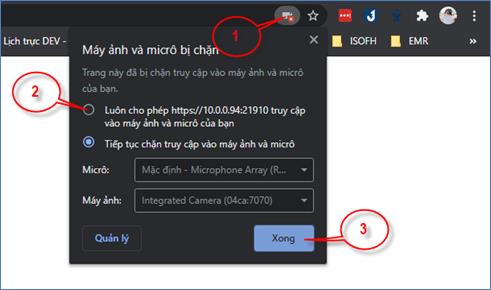 1
Lịch trực DEV -
ISOFH
EMR
»
Máy ảnh và micrô bị chặn
Trang này đã bị chặn truy cập vào máy ảnh và micrô
của bạn.
2
Luôn cho phép https://10.0.0.94:21910 truy cập
vào máy ảnh và micrô của bạn
Tiếp tục chặn truy cập vào máy ảnh và micrô
Micrô: Mặc định - Microphone Array (R...
Máy ảnh: Integrated Camera (04ca:7070)
Quản lý
Xong
3